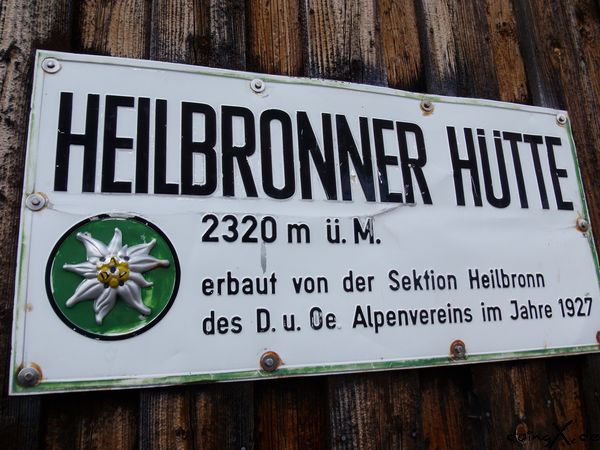 HEILBRONNER HÜTTE
2320 m ü. M.
erbaut von der Sektion Heilbronn
des D. u. Oe. Alpenvereins im Jahre 1927